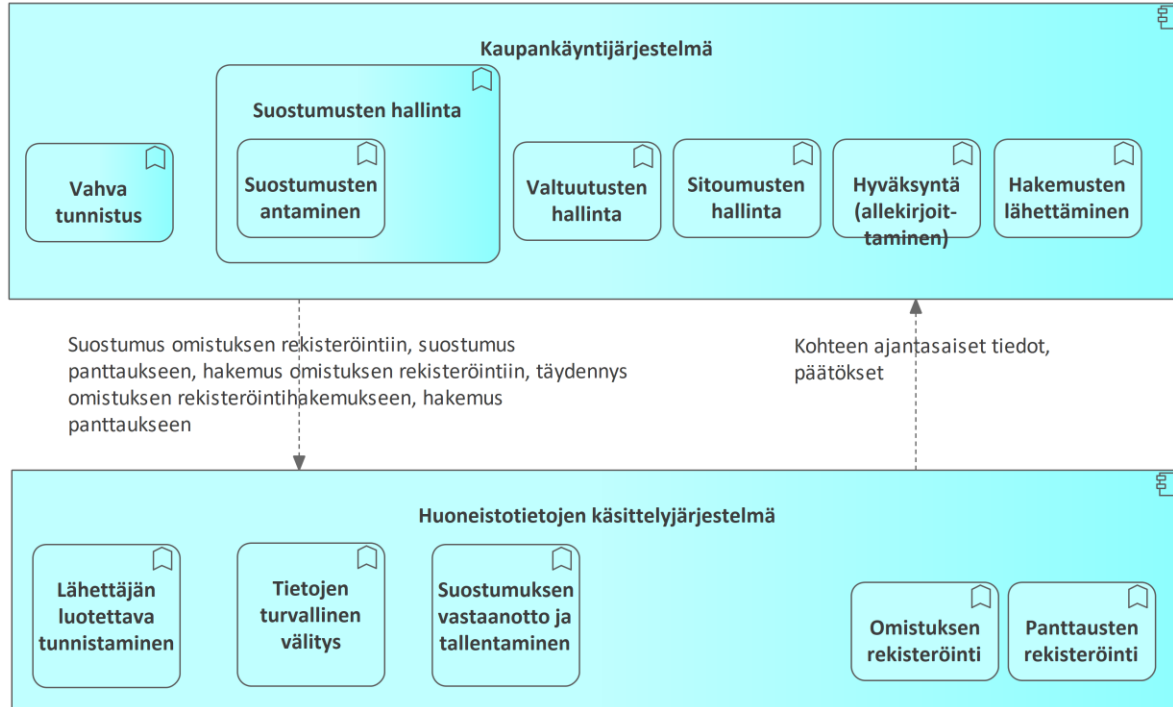 Kaupankäyntijärjestelmä
Suostumusten hallinta
Vahva
tunnistus
Suostumusten
antaminen
Valtuutusten
hallinta
Sitoumusten
hallinta
Hyväksyntä
(allekirjoit-
taminen)
Hakemusten
lähettäminen
Suostumus omistuksen rekisteröintiin, suostumus
panttaukseen, hakemus omistuksen rekisteröintiin, täydennys
omistuksen rekisteröintihakemukseen, hakemus
panttaukseen
Kohteen ajantasaiset tiedot,
päätökset
Huoneistotietojen käsittelyjärjestelmä
Lähettäjän
luotettava
tunnistaminen
Tietojen
turvallinen
välitys
Suostumuksen
vastaanotto ja
tallentaminen
Omistuksen
rekisteröinti
Panttausten
rekisteröinti